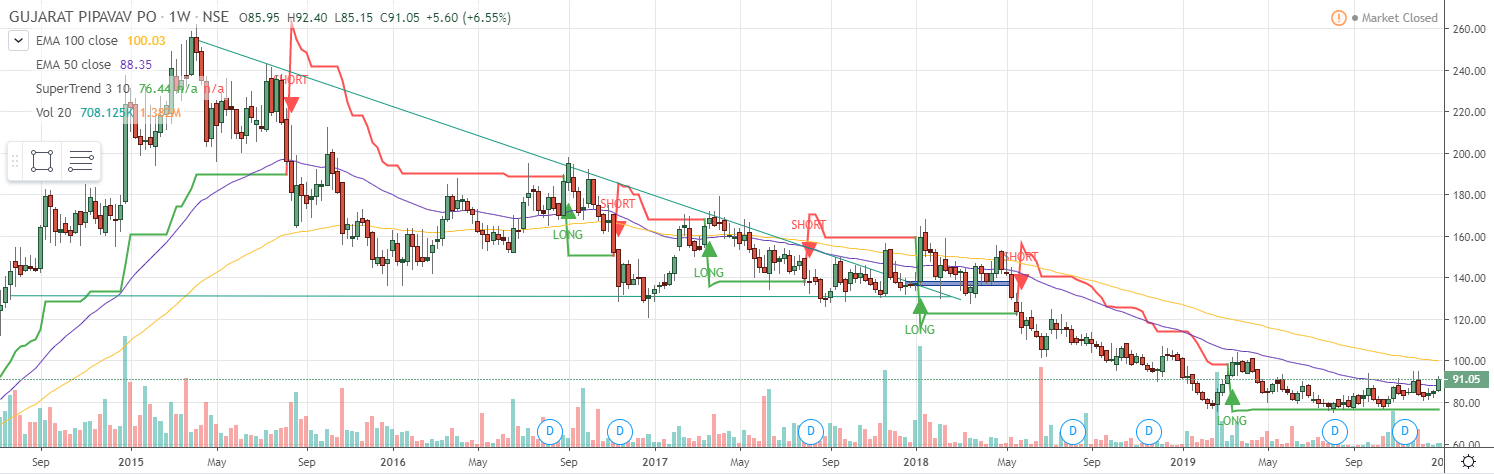 GUJARAT PIPAVAV PO · 1W · NSE O85.95 H92.40 L85.15 C91.05 +5.60 (+6.55%)
! Market Closed
EMA 100 close 100.03
EMA 50 close 88.35
SuperTrend 3 10 76.44 n/a n/a
Vol 20 708.125K 1.382M
260.00
240.00
220.00
200.00
180.00
160.00
140.00
120.00
100.00
91.05
80.00
60.00
SHORT
SHORT
LONG
SHORT
LONG
SHORT
LONG
LONG
D D D D D D D
Sep 2015 May Sep 2016 May Sep 2017 May Sep 2018 May Sep 2019 May Sep 20